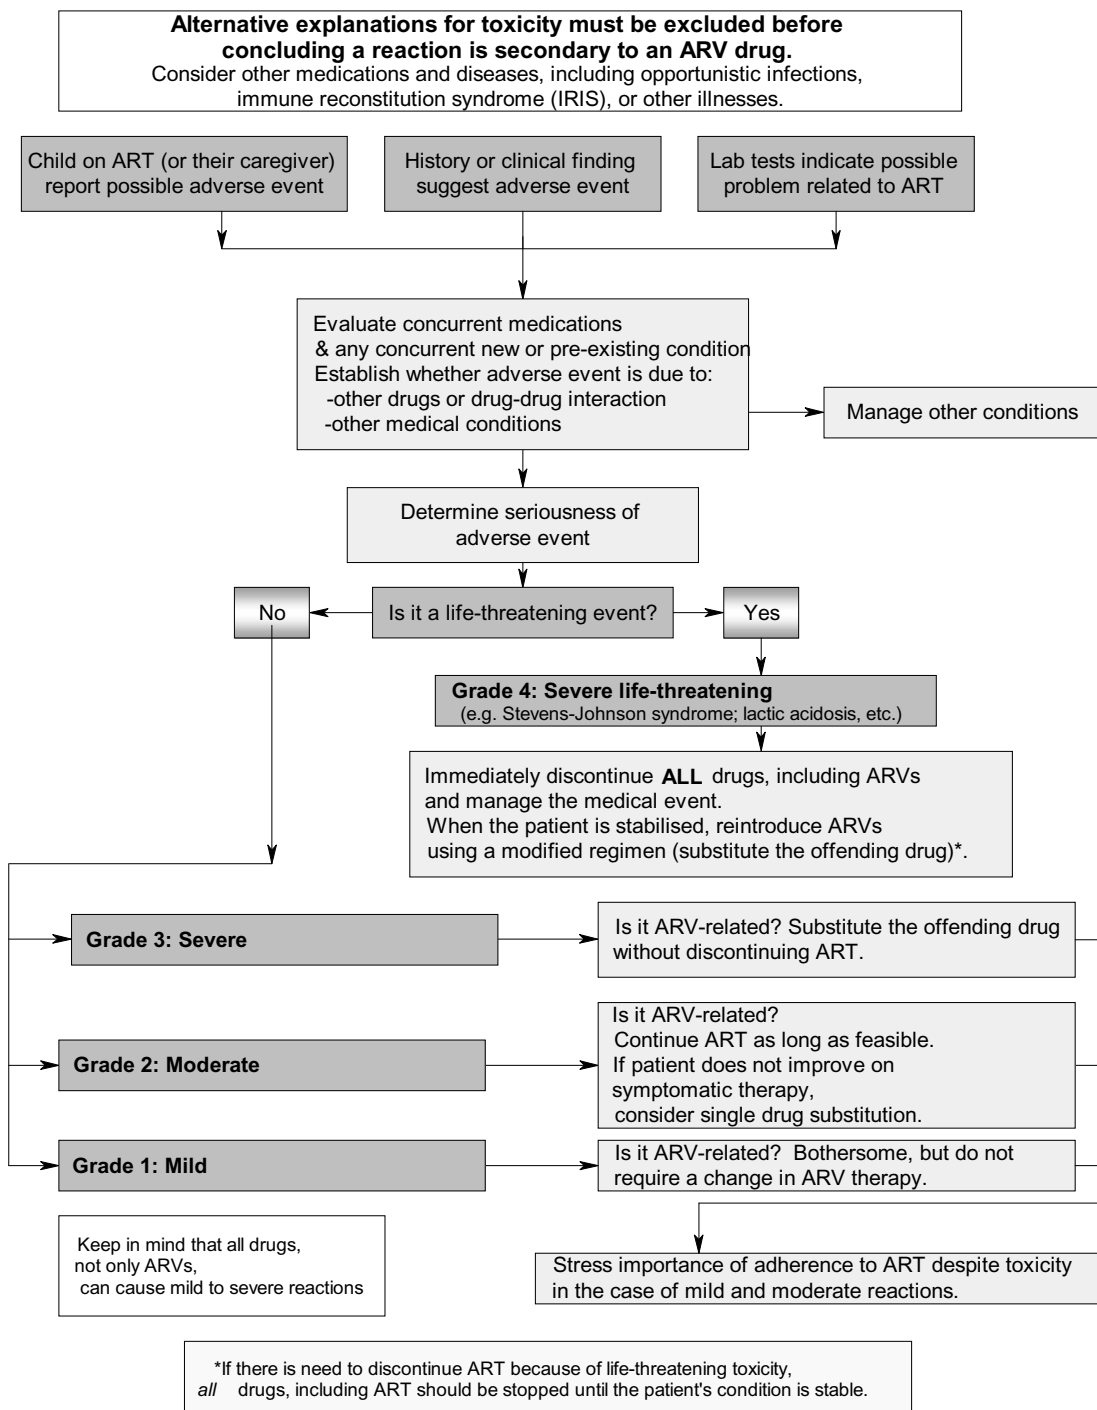 Alternative explanations for toxicity must be excluded before
concluding a reaction is secondary to an ARV drug.
Consider other medications and diseases, including opportunistic infections,
immune reconstitution syndrome (IRIS), or other illnesses.
Child on ART (or their caregiver)
report possible adverse event
History or clinical finding
suggest adverse event
Lab tests indicate possible
problem related to ART
Evaluate concurrent medications
& any concurrent new or pre-existing condition
Establish whether adverse event is due to:
-other drugs or drug-drug interaction
-other medical conditions
Manage other conditions
Determine seriousness of
adverse event
No
Is it a life-threatening event?
Yes
Grade 4: Severe life-threatening
(e.g. Stevens-Johnson syndrome; lactic acidosis, etc.)
Immediately discontinue ALL drugs, including ARVs
and manage the medical event.
When the patient is stabilised, reintroduce ARVs
using a modified regimen (substitute the offending drug)*.
Grade 3: Severe
Is it ARV-related? Substitute the offending drug
without discontinuing ART.
Grade 2: Moderate
Is it ARV-related?
Continue ART as long as feasible.
If patient does not improve on
symptomatic therapy,
consider single drug substitution.
Grade 1: Mild
Is it ARV-related? Bothersome, but do not
require a change in ARV therapy.
Keep in mind that all drugs,
not only ARVs,
can cause mild to severe reactions
Stress importance of adherence to ART despite toxicity
in the case of mild and moderate reactions.
*If there is need to discontinue ART because of life-threatening toxicity,
all drugs, including ART should be stopped until the patient's condition is stable.